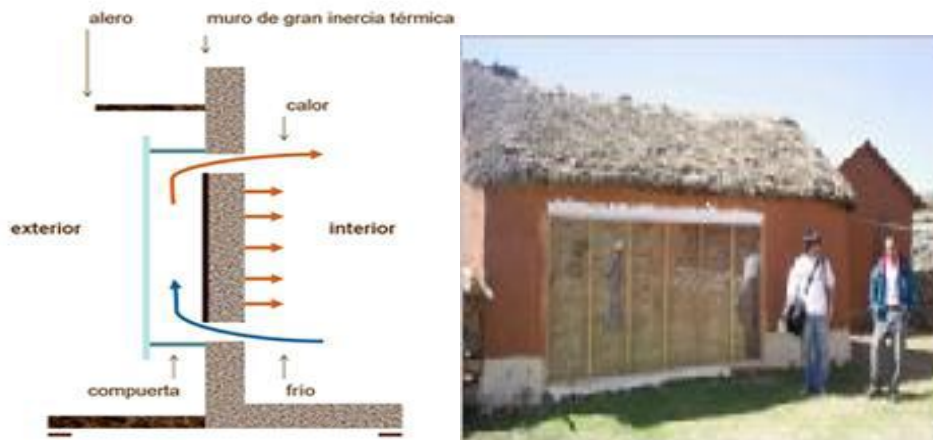 alero
muro de gran inercia térmica
calor
exterior
interior
compuerta
frío